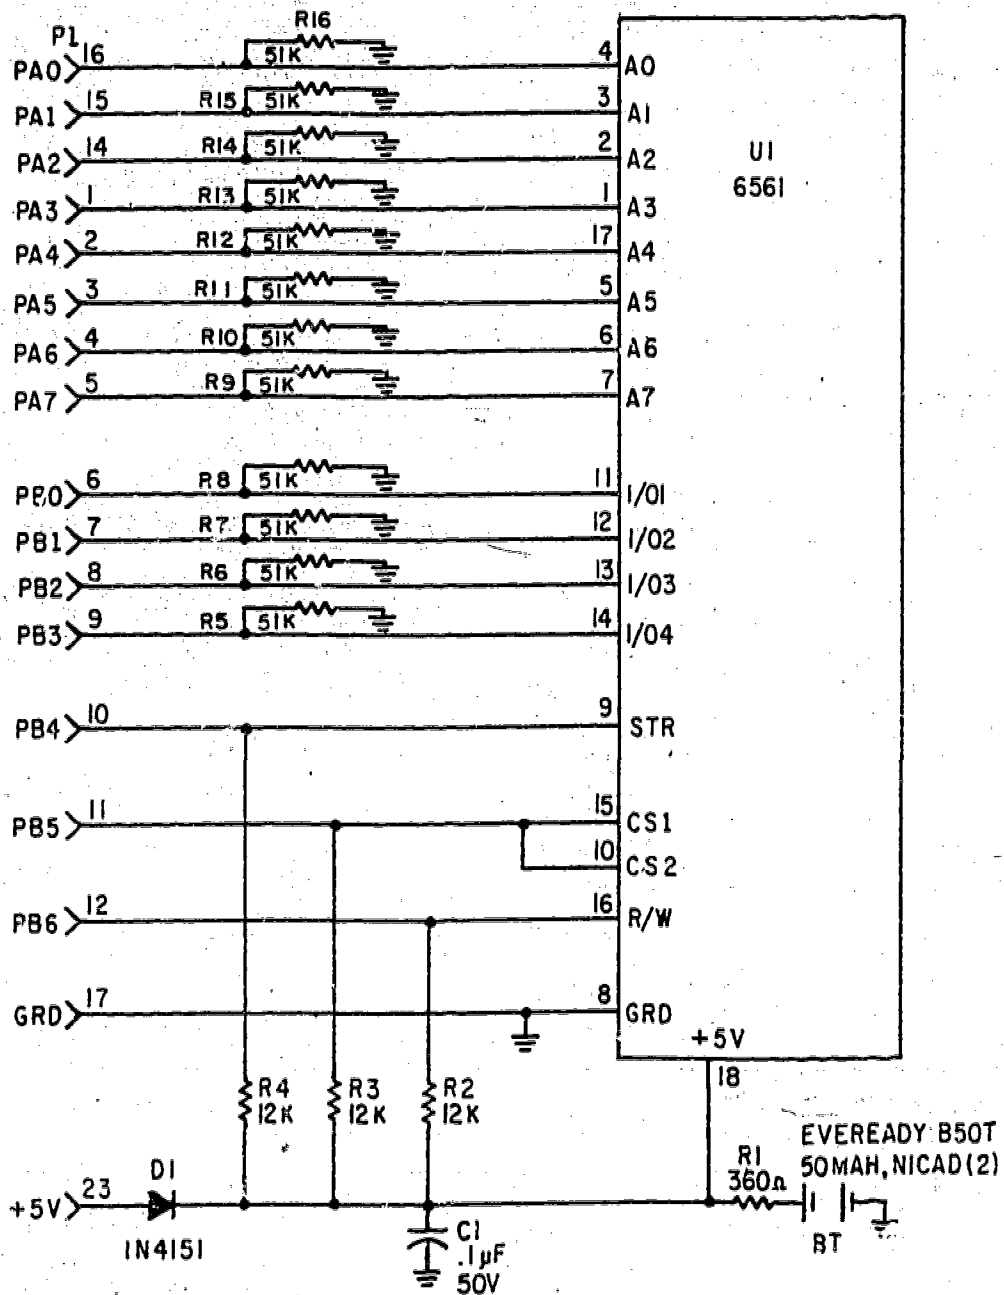 P1
PA0 16 R16 51K 4 A0
PA1 15 R15 51K 3 A1
PA2 14 R14 51K 2 A2
U1
6561
PA3 1 R13 51K 1 A3
PA4 2 R12 51K 17 A4
PA5 3 R11 51K 5 A5
PA6 4 R10 51K 6 A6
PA7 5 R9 51K 7 A7
PB0 6 R8 51K 11 I/O1
PB1 7 R7 51K 12 I/O2
PB2 8 R6 51K 13 I/O3
PB3 9 R5 51K 14 I/O4
PB4 10 9 STR
PB5 11 15 CS1
10 CS2
PB6 12 16 R/W
GRD 17 8 GRD
+5V
18
R4 R3 R2
12K 12K 12K
EVEREADY B50T
50MAH, NICAD (2)
R1
360Ω
BT
+5V 23 D1
1N4151
C1
.1µF
50V